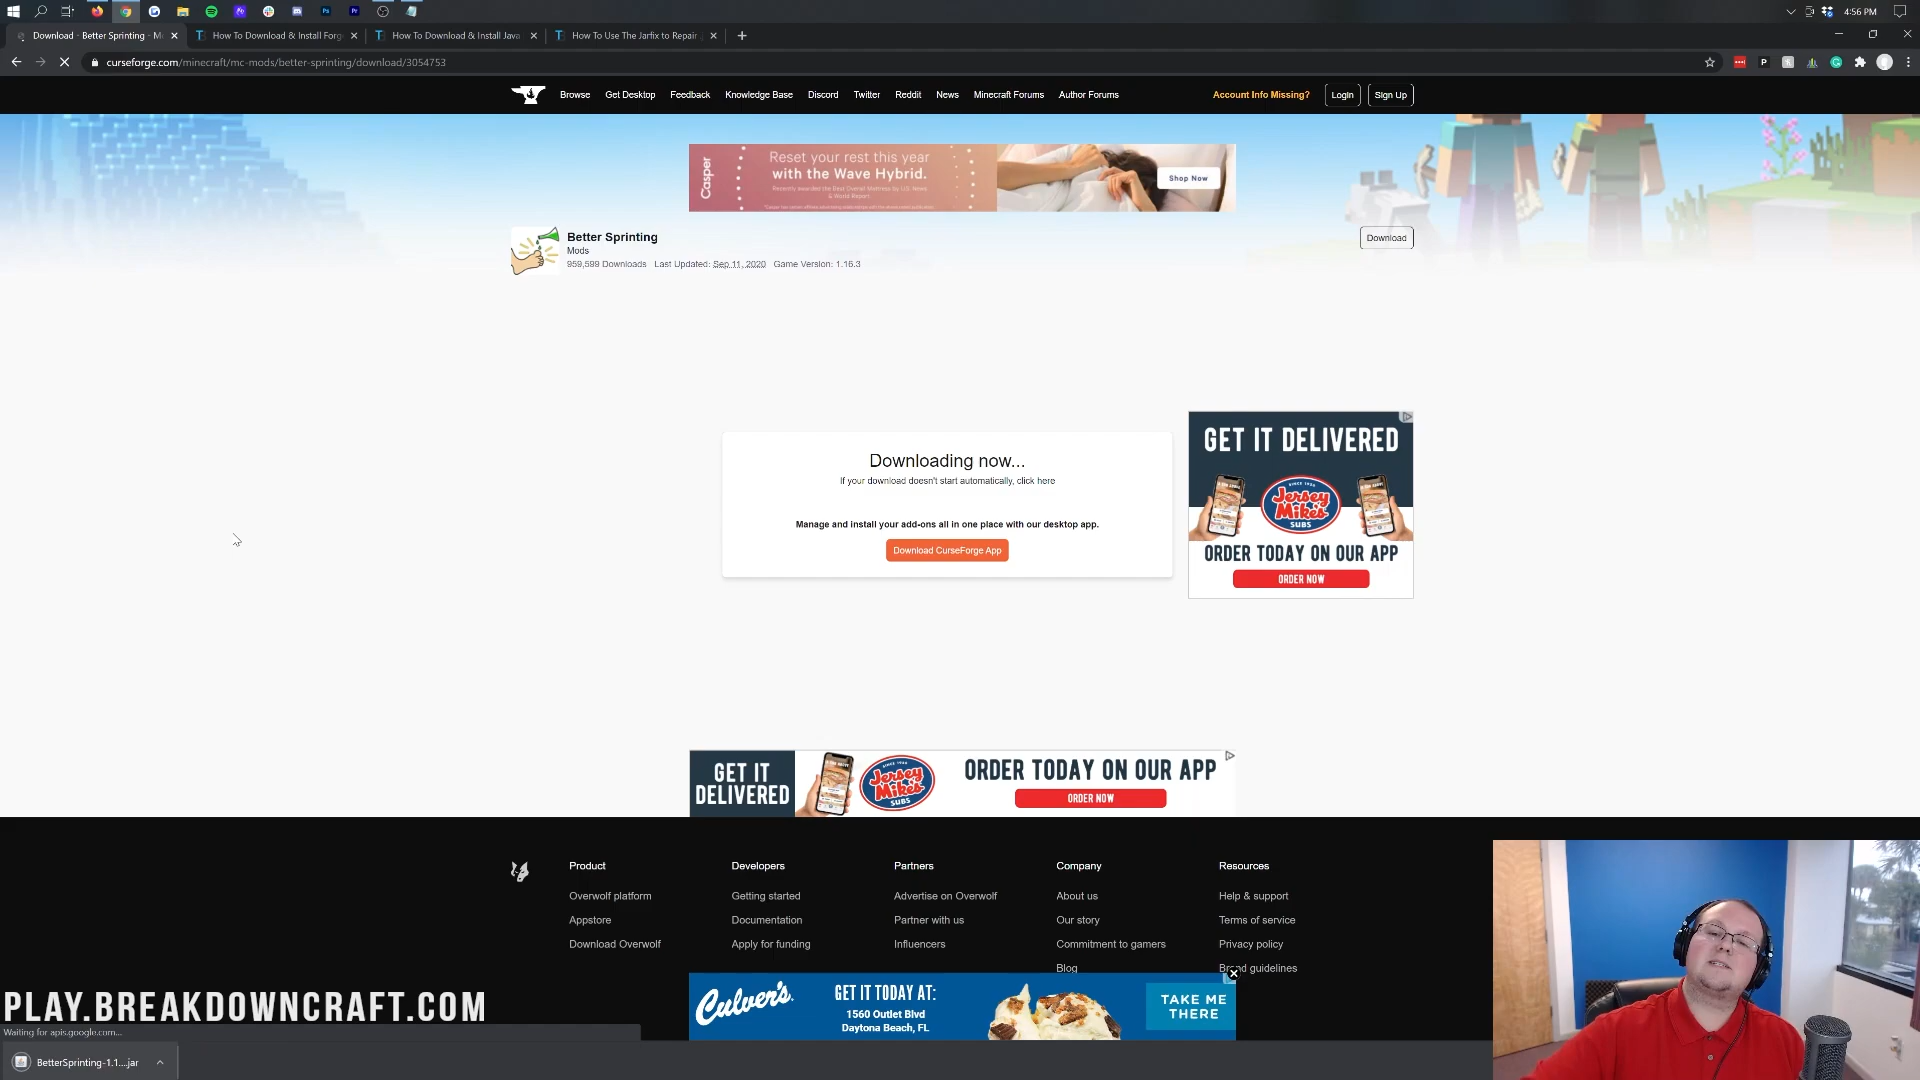 4:56 PM
Download - Better Sprinting - M
How To Download & Install Forg
How To Download & Install Java
How To Use The Jarfix to Repair
curseforge.com/minecraft/mc-mods/better-sprinting/download/3054753
Browse
Get Desktop
Feedback
Knowledge Base
Discord
Twitter
Reddit
News
Minecraft Forums
Author Forums
Account Info Missing?
Login
Sign Up
Casper
Reset your rest this year
with the Wave Hybrid.
Shop Now
Better Sprinting
Mods
959,599 Downloads Last Updated: Sep 11, 2020 Game Version: 1.16.3
Download
Downloading now...
If your download doesn't start automatically, click here
Manage and install your add-ons all in one place with our desktop app.
Download CurseForge App
GET IT DELIVERED
SINCE 1956
Jersey
Mike's
SUBS
ORDER TODAY ON OUR APP
ORDER NOW
GET IT
DELIVERED
Jersey
Mike's
SUBS
ORDER TODAY ON OUR APP
ORDER NOW
Product
Overwolf platform
Appstore
Download Overwolf
Developers
Getting started
Documentation
Apply for funding
Partners
Advertise on Overwolf
Partner with us
Influencers
Company
About us
Our story
Commitment to gamers
Blog
Resources
Help & support
Terms of service
Privacy policy
Brand guidelines
Culver's.
GET IT TODAY AT:
1560 Outlet Blvd
Daytona Beach, FL
TAKE ME
THERE
PLAY.BREAKDOWNCRAFT.COM
Waiting for apis.google.com...
BetterSprinting-1.1....jar